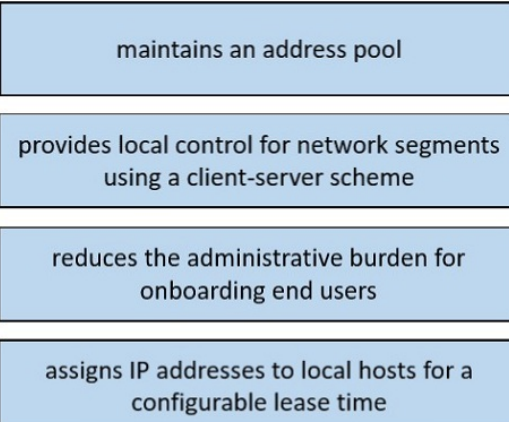 maintains an address pool
provides local control for network segments
using a client-server scheme
reduces the administrative burden for
onboarding end users
assigns IP addresses to local hosts for a
configurable lease time